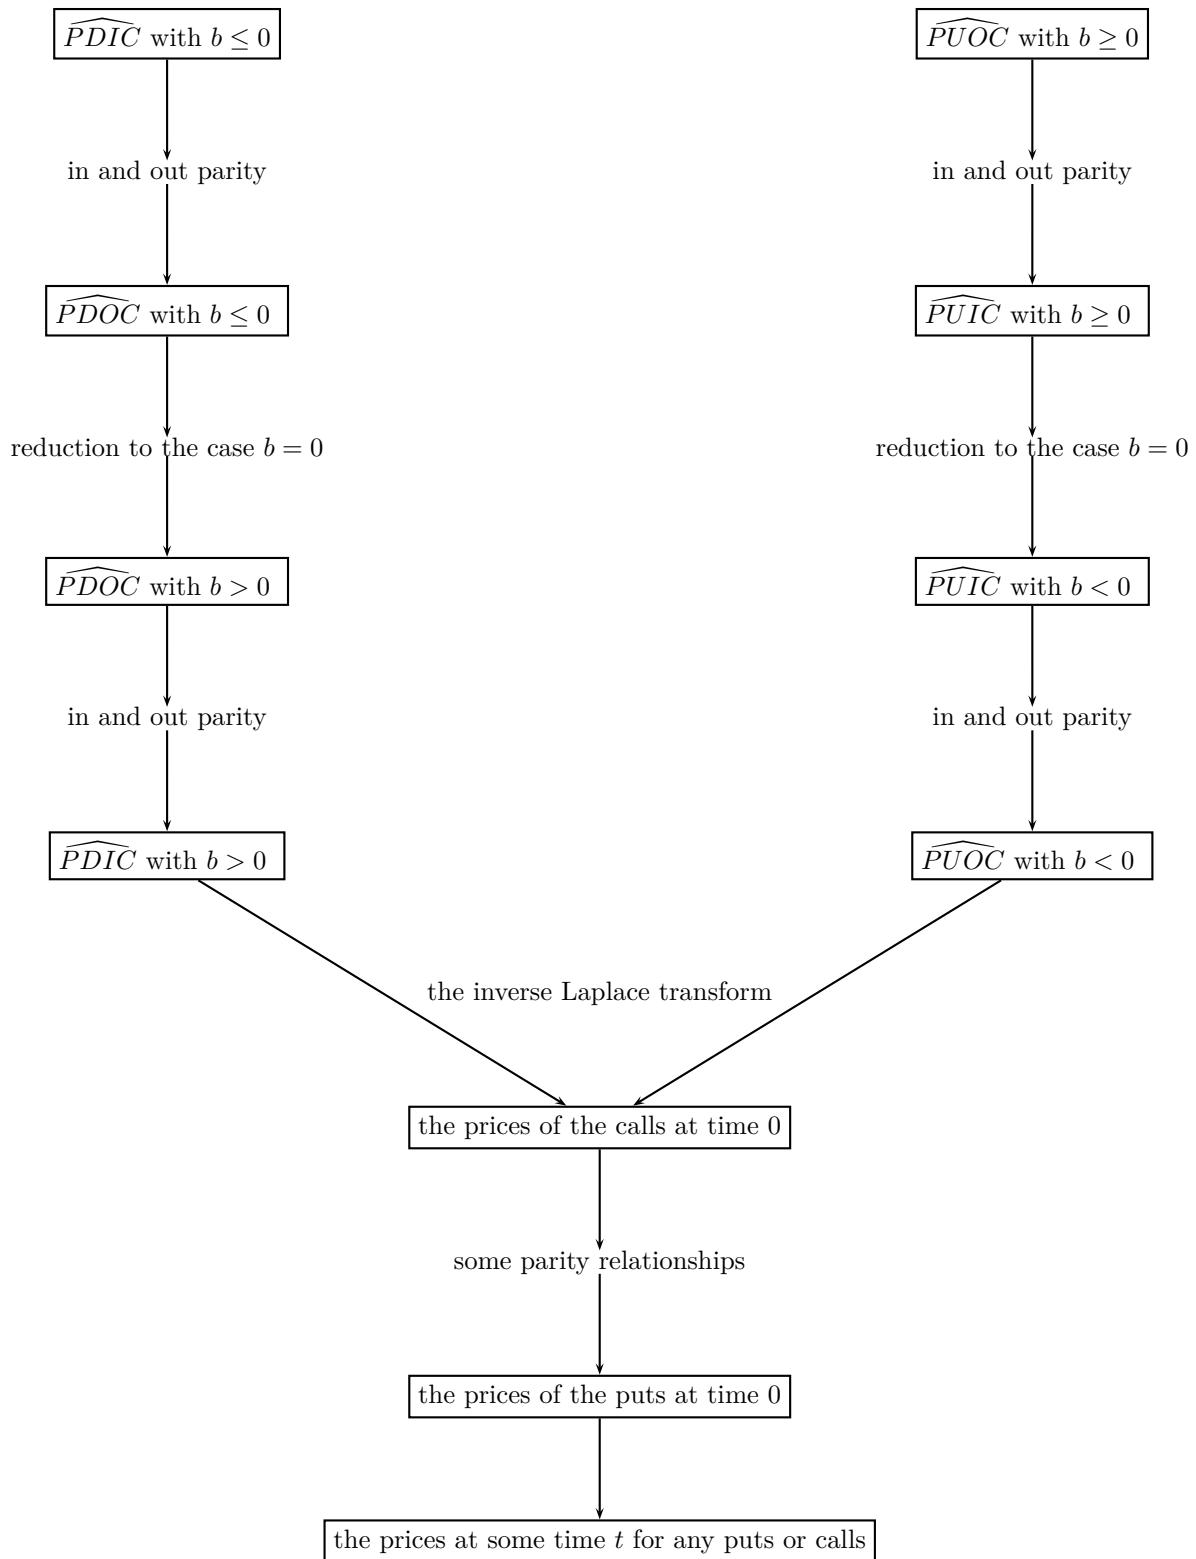 $\widehat{PDIC}$ with $b \leq 0$
$\widehat{PUOC}$ with $b \geq 0$
in and out parity
in and out parity
$\widehat{PDOC}$ with $b \leq 0$
$\widehat{PUIC}$ with $b \geq 0$
reduction to the case $b = 0$
reduction to the case $b = 0$
$\widehat{PDOC}$ with $b > 0$
$\widehat{PUIC}$ with $b < 0$
in and out parity
in and out parity
$\widehat{PDIC}$ with $b > 0$
$\widehat{PUOC}$ with $b < 0$
the inverse Laplace transform
the prices of the calls at time 0
some parity relationships
the prices of the puts at time 0
the prices at some time $t$ for any puts or calls